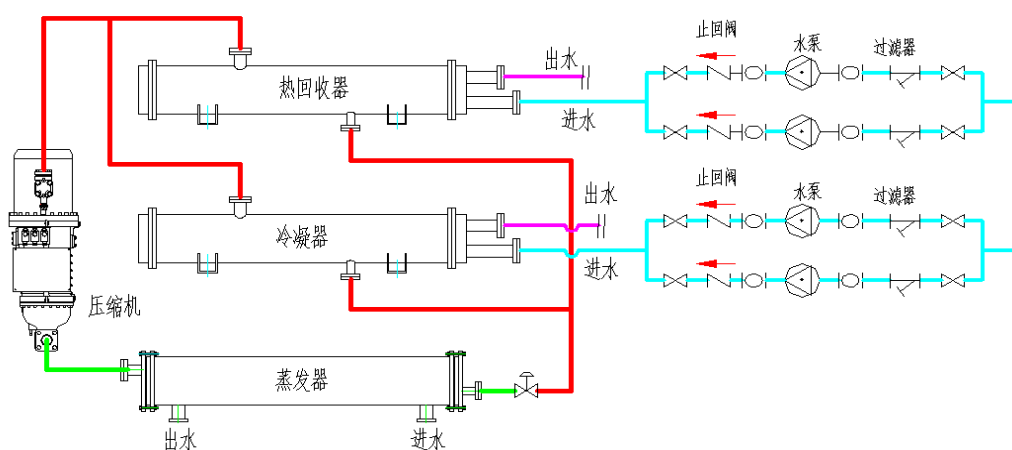 止回阀
水泵
过滤器
出水
热回收器
进水
止回阀
水泵
过滤器
出水
冷凝器
进水
压缩机
蒸发器
出水
进水